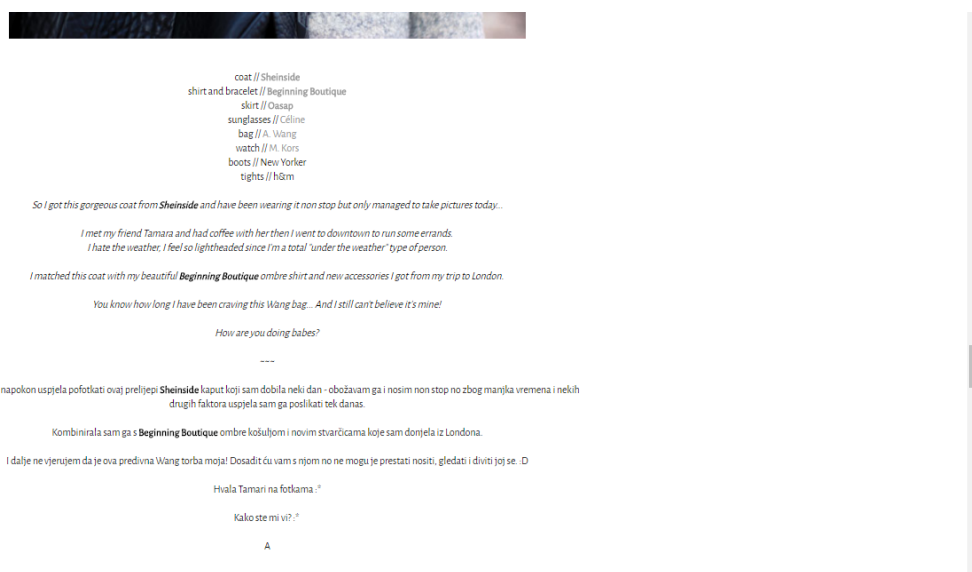 coat // Sheinside
shirt and bracelet // Beginning Boutique
skirt // Oasap
sunglasses // Céline
bag // A. Wang
watch // M. Kors
boots // New Yorker
tights // h&m
So I got this gorgeous coat from Sheinside and have been wearing it non stop but only managed to take pictures today...
I met my friend Tamara and had coffee with her then I went to downtown to run some errands.
I hate the weather, I feel so lightheaded since I'm a total "under the weather" type of person.
I matched this coat with my beautiful Beginning Boutique ombre shirt and new accessories I got from my trip to London.
You know how long I have been craving this Wang bag... And I still can't believe it's mine!
How are you doing babes?
~~~
napokon uspjela pofotkati ovaj prelijepi Sheinside kaput koji sam dobila neki dan - obožavam ga i nosim non stop no zbog manjka vremena i nekih
drugih faktora uspjela sam ga poslikati tek danas.
Kombinirala sam ga s Beginning Boutique ombre košuljom i novim stvarčicama koje sam donjela iz Londona.
I dalje ne vjerujem da je ova predivna Wang torba moja! Dosadit ću vam s njom no ne mogu je prestati nositi, gledati i diviti joj se. :D
Hvala Tamari na fotkama :*
Kako ste mi vi? :*
A